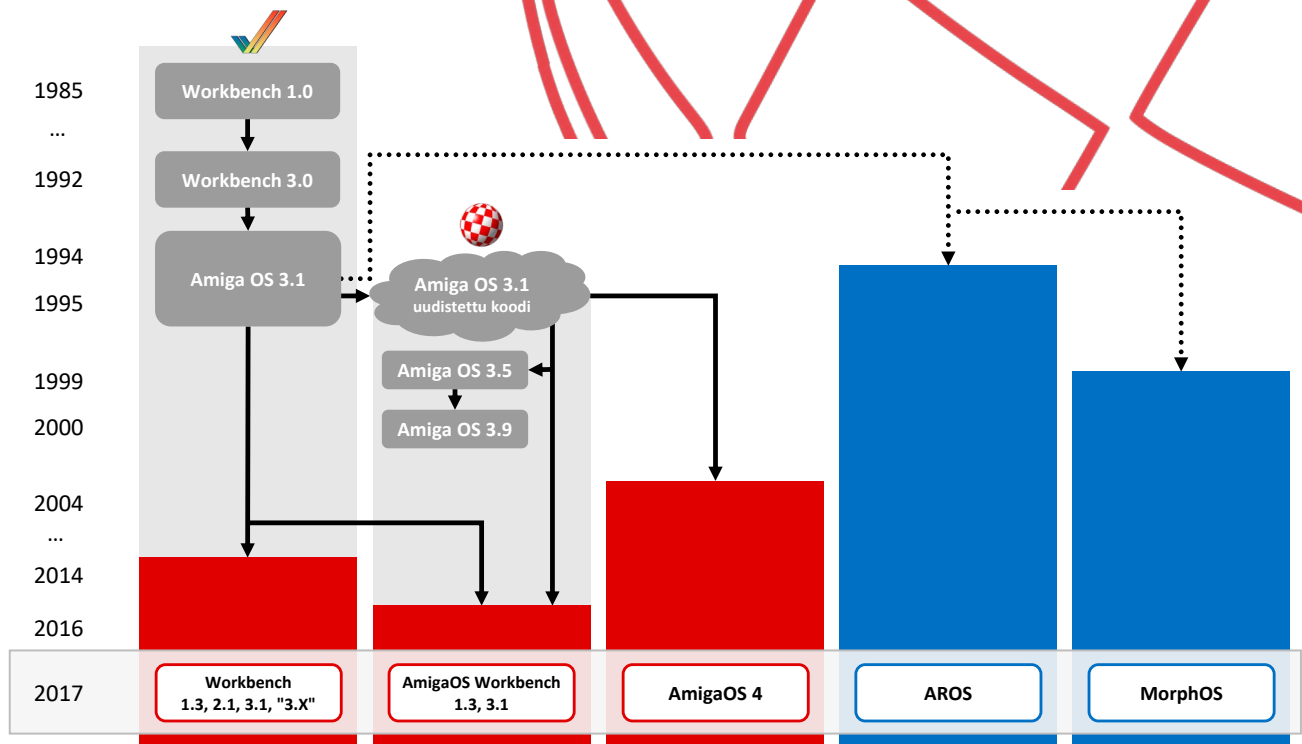 1985
Workbench 1.0
...
1992
Workbench 3.0
1994
Amiga OS 3.1
Amiga OS 3.1
uudistettu koodi
1995
Amiga OS 3.5
1999
2000
Amiga OS 3.9
2004
...
2014
2016
2017
Workbench
1.3, 2.1, 3.1, "3.X"
AmigaOS Workbench
1.3, 3.1
AmigaOS 4
AROS
MorphOS